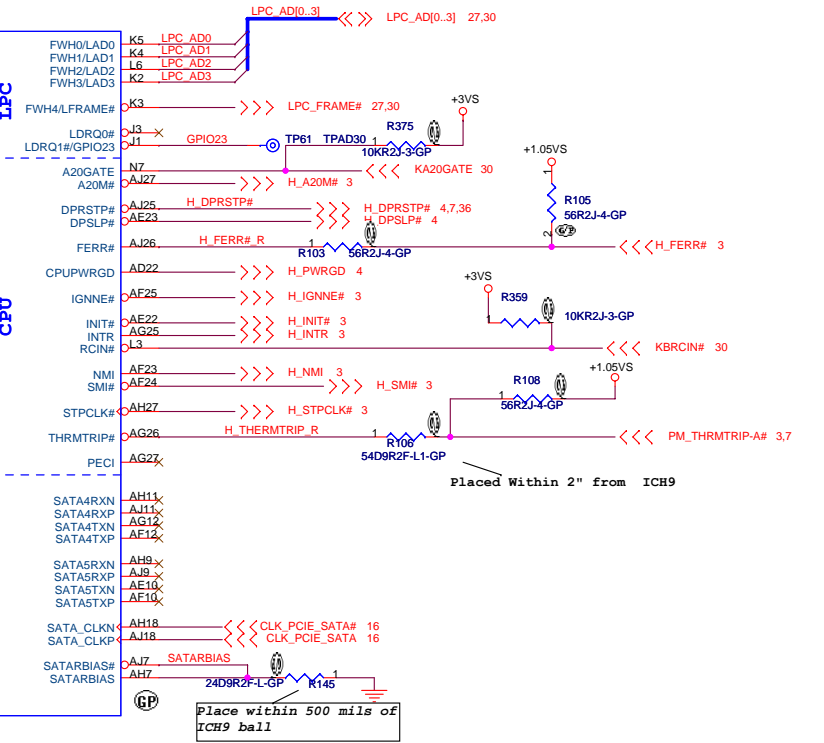 LPC_AD[0..3]
LPC_AD[0..3] 27,30
FWH0/LAD0 K5 LPC_AD0
FWH1/LAD1 K4 LPC_AD1
FWH2/LAD2 L6 LPC_AD2
FWH3/LAD3 K2 LPC_AD3
LPC
FWH4/LFRAME# K3 LPC_FRAME# 27,30
+3VS
R375
LDRQ0# J3
LDRQ1#/GPIO23 J1 GPIO23 TP61 TPAD30 1
10KR2J-3-GP
+1.05VS
A20GATE N7 KA20GATE 30
A20M# AJ27 H_A20M# 3
1
R105
56R2J-4-GP
2
GP
DPRSTP# AJ25 H_DPRSTP# H_DPRSTP# 4,7,36
DPSLP# AE23 H_DPSLP# 4
FERR# AJ26 H_FERR#_R 1 H_FERR# 3
R103 56R2J-4-GP
CPUPWRGD AD22 H_PWRGD 4
+3VS
CPU
IGNNE# AF25 H_IGNNE# 3
R359
1
10KR2J-3-GP
INIT# AE22 H_INIT# 3
INTR AG25 H_INTR 3
RCIN# L3 KBRCIN# 30
+1.05VS
NMI AF23 H_NMI 3
SMI# AF24 H_SMI# 3
R108
1
56R2J-4-GP
STPCLK# AH27 H_STPCLK# 3
THRMTRIP# AG26 H_THERMTRIP_R 1 R106 PM_THRMTRIP-A# 3,7
54D9R2F-L1-GP
PECI AG27
Placed Within 2" from ICH9
SATA4RXN AH11
SATA4RXP AJ11
SATA4TXN AG12
SATA4TXP AF12
SATA5RXN AH9
SATA5RXP AJ9
SATA5TXN AE10
SATA5TXP AF10
SATA_CLKN AH18 CLK_PCIE_SATA# 16
SATA_CLKP AJ18 CLK_PCIE_SATA 16
SATARBIAS# AJ7 SATARBIAS
SATARBIAS AH7 1
24D9R2F-L-GP R145
GP
Place within 500 mils of
ICH9 ball